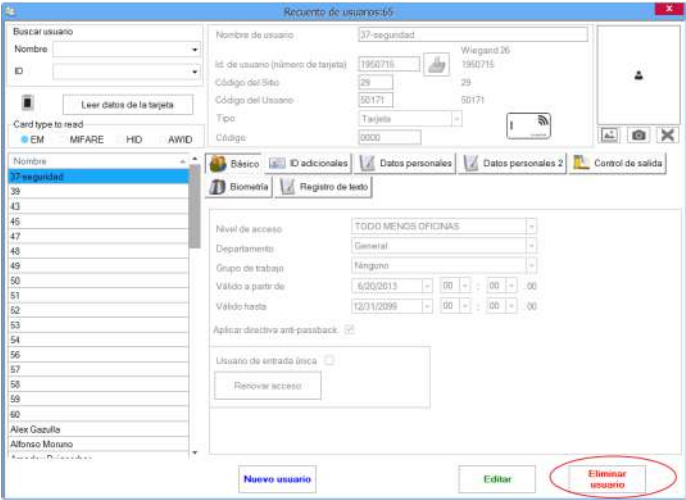 Recuento de usuarios:65
Buscar usuario
Nombre
ID
Leer datos de la tarjeta
Card type to read
EM MIFARE HID AWID
Nombre de usuario 37-seguridad
Wiegand 26
Id. de usuario (número de tarjeta) 1950715 1950715
Código del Sitio 29 29
Código del Usuario 50171 50171
Tipo Tarjeta
Código 0000
Nombre
37-seguridad
39
43
45
47
48
49
50
51
52
53
54
56
57
58
59
60
Alex Gazulla
Alfonso Moruno
Básico ID adicionales Datos personales Datos personales 2 Control de salida
Biometría Registro de texto
Nivel de acceso TODO MENOS OFICINAS
Departamento General
Grupo de trabajo Ninguno
Válido a partir de 6/20/2013 00 : 00 :00
Válido hasta 12/31/2099 00 : 00 :00
Aplicar directiva anti-passback
Usuario de entrada única
Renovar acceso
Nuevo usuario
Editar
Eliminar
usuario